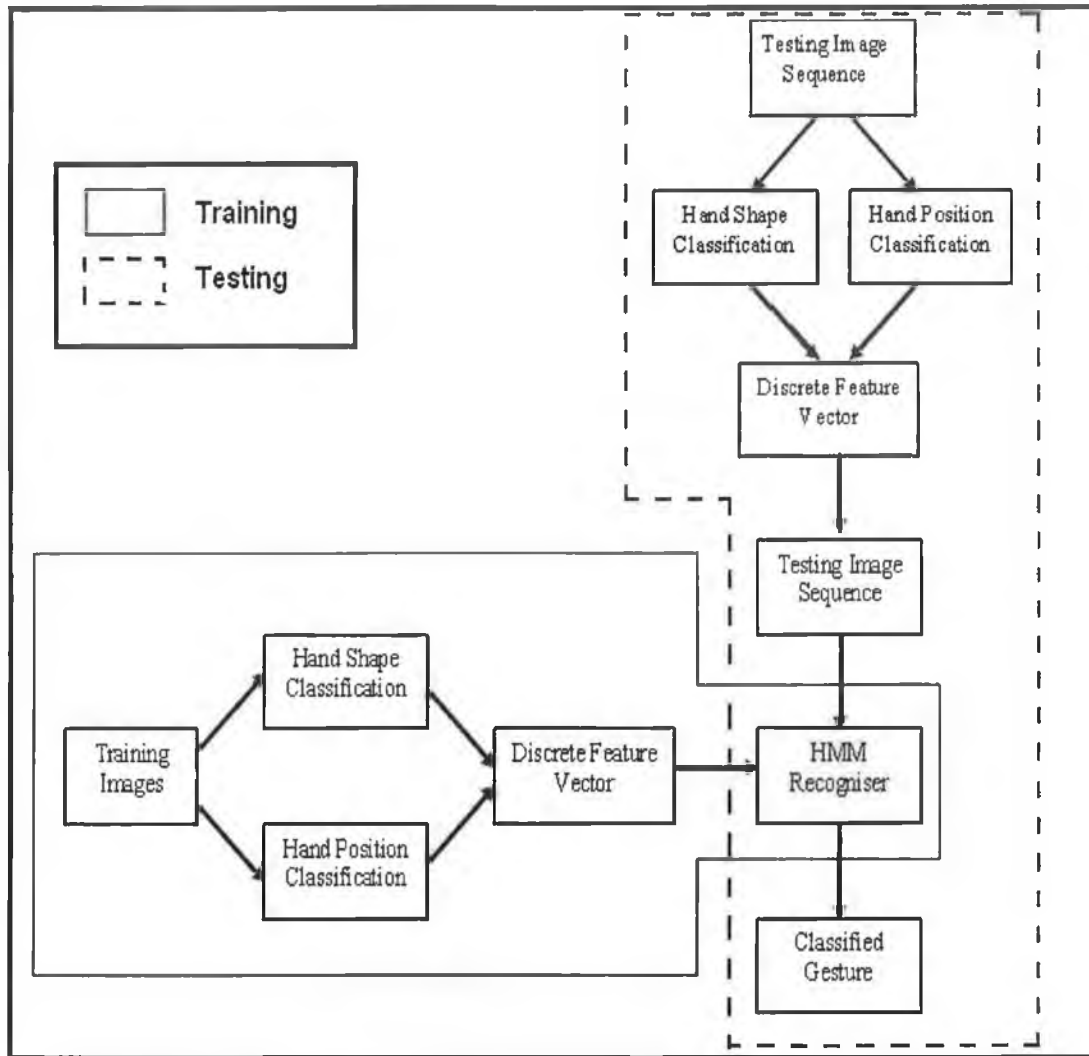 Testing Image
Sequence
Training
Testing
Hand Shape
Classification
Hand Position
Classification
Discrete Feature
Vector
Testing Image
Sequence
Hand Shape
Classification
Training
Images
Discrete Feature
Vector
HMM
Recogniser
Hand Position
Classification
Classified
Gesture